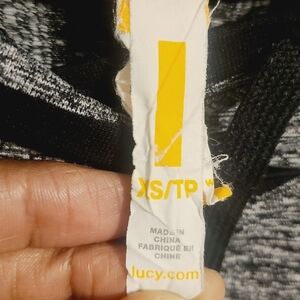 XS/TP
MADE IN
CHINA
FABRIQUÉ EN
CHINE
lucy.com